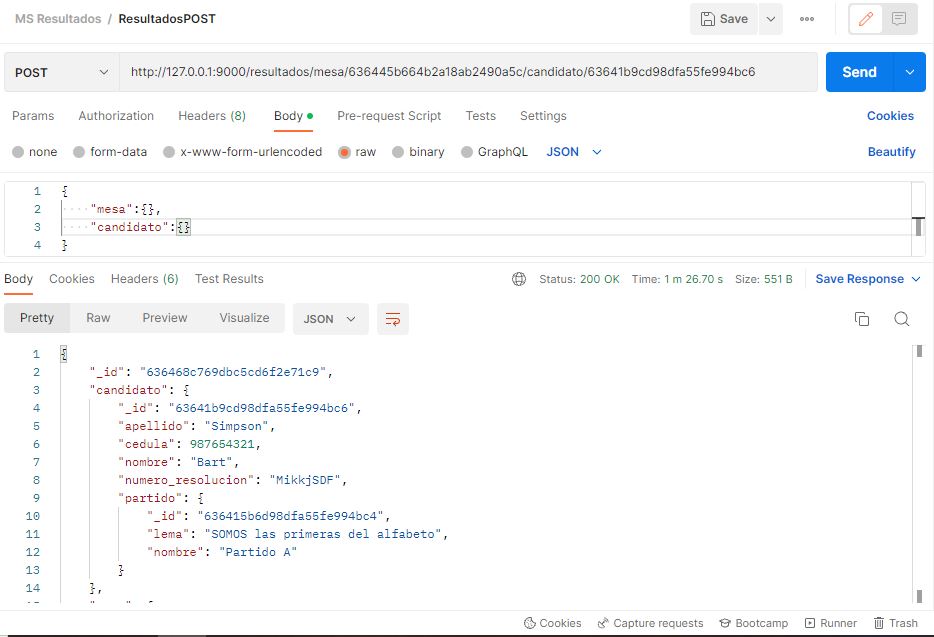 MS Resultados / ResultadosPOST
Save
POST
http://127.0.0.1:9000/resultados/mesa/636445b664b2a18ab2490a5c/candidato/63641b9cd98dfa55fe994bc6
Send
Params Authorization Headers (8) Body Pre-request Script Tests Settings Cookies
none form-data x-www-form-urlencoded raw binary GraphQL JSON Beautify
1 {
2 "mesa":{},
3 "candidato":{}
4 }
Body Cookies Headers (6) Test Results Status: 200 OK Time: 1 m 26.70 s Size: 551 B Save Response
Pretty Raw Preview Visualize JSON
1 {
2 "_id": "636468c769dbc5cd6f2e71c9",
3 "candidato": {
4 "_id": "63641b9cd98dfa55fe994bc6",
5 "apellido": "Simpson",
6 "cedula": 987654321,
7 "nombre": "Bart",
8 "numero_resolucion": "MikkjSDF",
9 "partido": {
10 "_id": "636415b6d98dfa55fe994bc4",
11 "lema": "SOMOS las primeras del alfabeto",
12 "nombre": "Partido A"
13 }
14 },
Cookies Capture requests Bootcamp Runner Trash